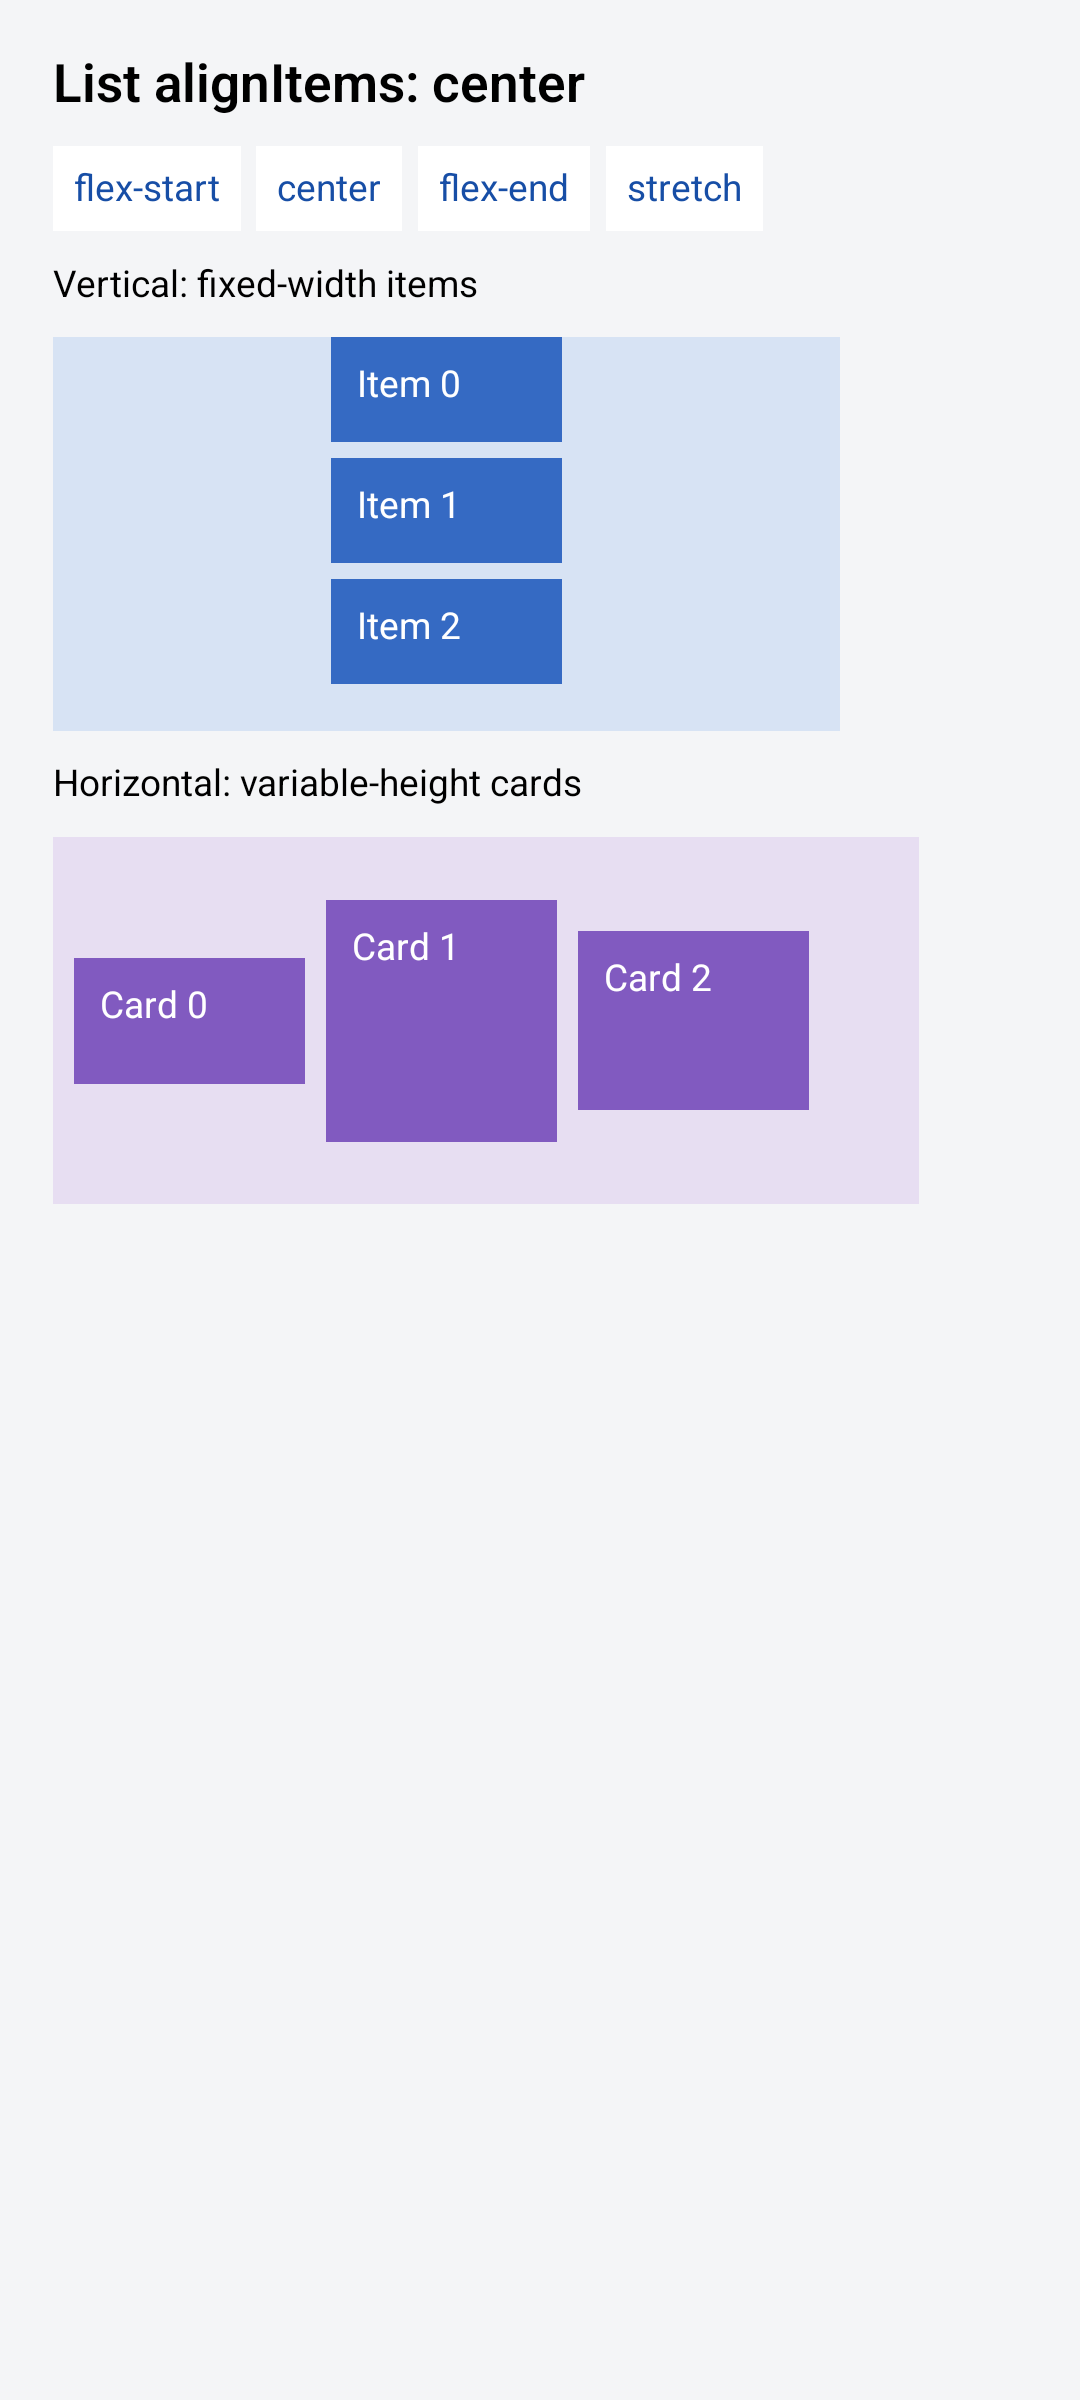 List alignItems: center
flex-start center flex-end stretch
Vertical: fixed-width items
Item 0
Item 1
Item 2
Horizontal: variable-height cards
Card 0
Card 1
Card 2